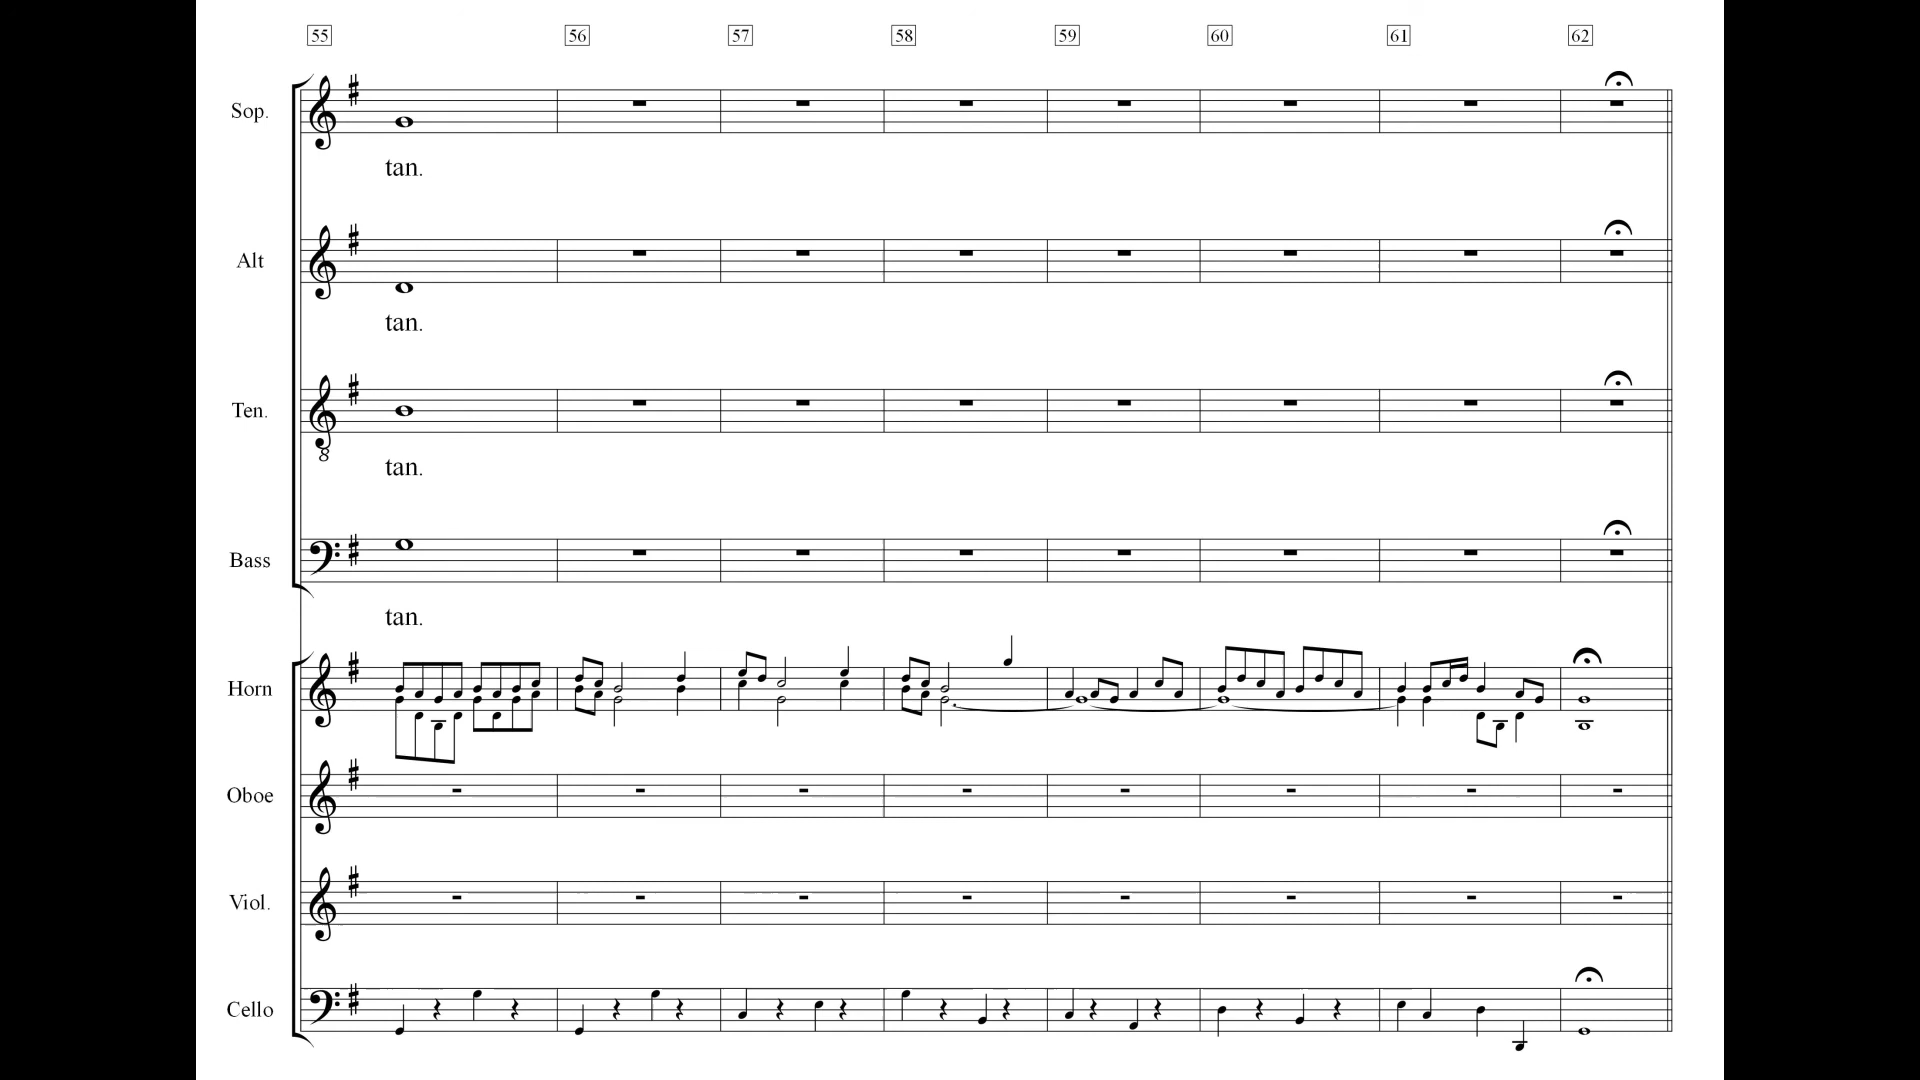 55 56 57 58 59 60 61 62
Sop.
tan.
Alt
tan.
Ten.
8
tan.
Bass
tan.
Horn
Oboe
Viol.
Cello